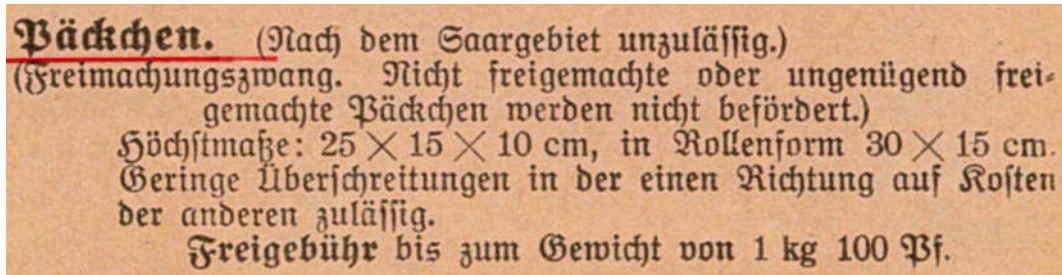 Päckchen. (Nach dem Saargebiet unzulässig.)
(Freimachungszwang. Nicht freigemachte oder ungenügend frei-
gemachte Päckchen werden nicht befördert.)
Höchstmaße: 25 × 15 × 10 cm, in Rollenform 30 × 15 cm.
Geringe Überschreitungen in der einen Richtung auf Kosten
der anderen zulässig.
Freigebühr bis zum Gewicht von 1 kg 100 Pf.